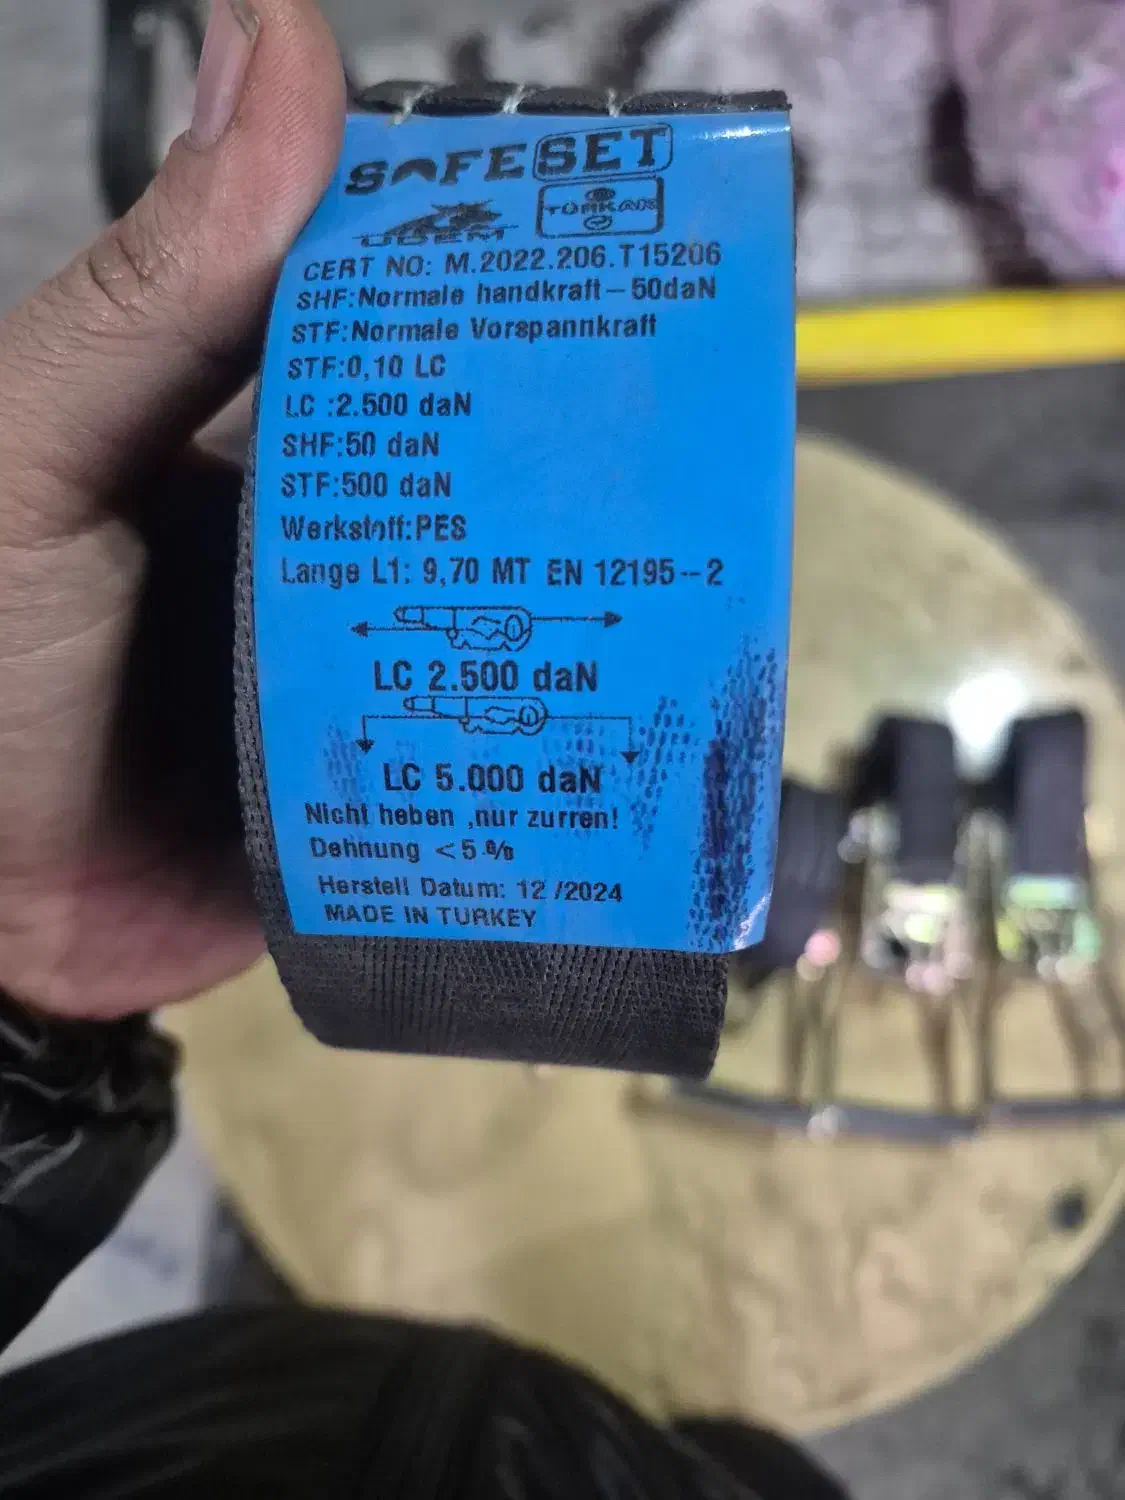 SAFESET
UDEM TÜRKAK
CERT NO: M.2022.206.T15206
SHF:Normale handkraft-50daN
STF:Normale Vorspannkraft
STF:0,10 LC
LC :2.500 daN
SHF:50 daN
STF:500 daN
Werkstoff:PES
Lange L1: 9,70 MT EN 12195-2
LC 2.500 daN
LC 5.000 daN
Nicht heben ,nur zurren!
Dehnung <5 %
Herstell Datum: 12 /2024
MADE IN TURKEY